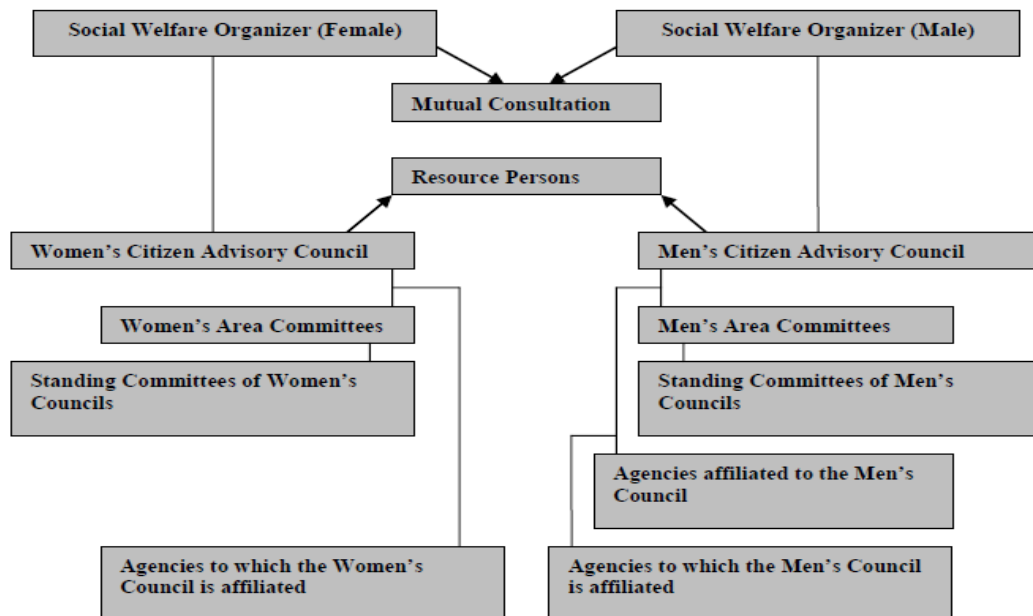 Social Welfare Organizer (Female)
Social Welfare Organizer (Male)
Mutual Consultation
Resource Persons
Women's Citizen Advisory Council
Men's Citizen Advisory Council
Women's Area Committees
Men's Area Committees
Standing Committees of Women's
Councils
Standing Committees of Men's
Councils
Agencies affiliated to the Men's
Council
Agencies to which the Women's
Council is affiliated
Agencies to which the Men's Council
is affiliated